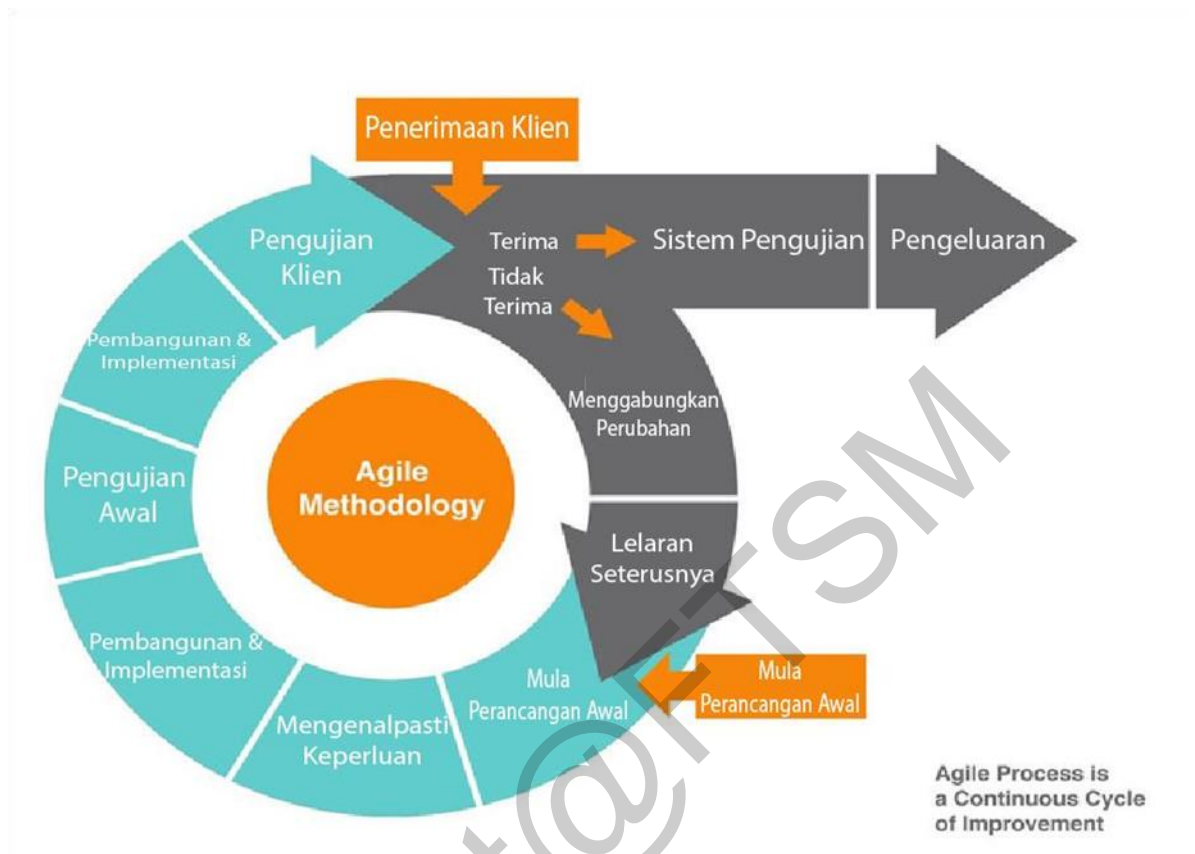 Penerimaan Klien
Pengujian
Klien
Terima
Tidak
Terima
Sistem Pengujian
Pengeluaran
Pembangunan &
Implementasi
Menggabungkan
Perubahan
Pengujian
Awal
Agile
Methodology
Lelaran
Seterusnya
Pembangunan &
Implementasi
Mengenalpasti
Keperluan
Mula
Perancangan Awal
Mula
Perancangan Awal
Agile Process is
a Continuous Cycle
of Improvement
t@FTSM